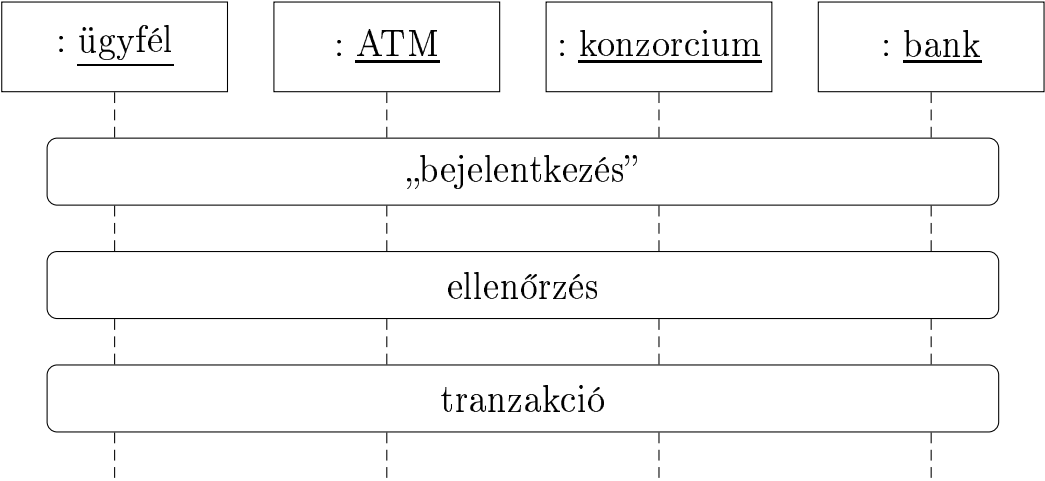 : ügyfél
: ATM
: konzorcium
: bank
„bejelentkezés”
ellenőrzés
tranzakció